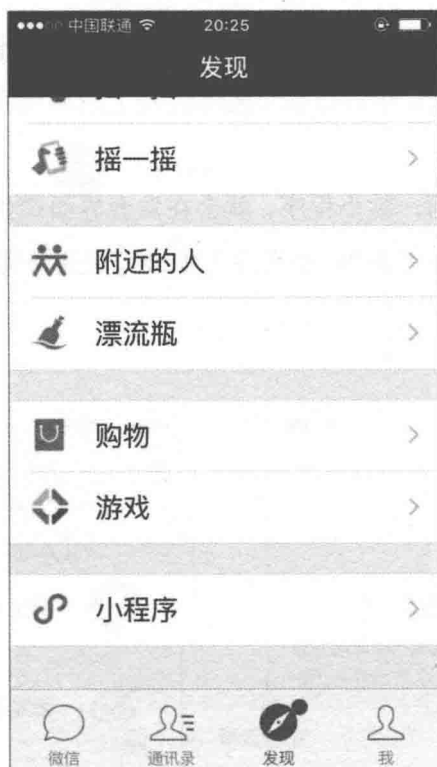 中国联通 20:25
发现
摇一摇
附近的人
漂流瓶
购物
游戏
小程序
微信 通讯录 发现 我